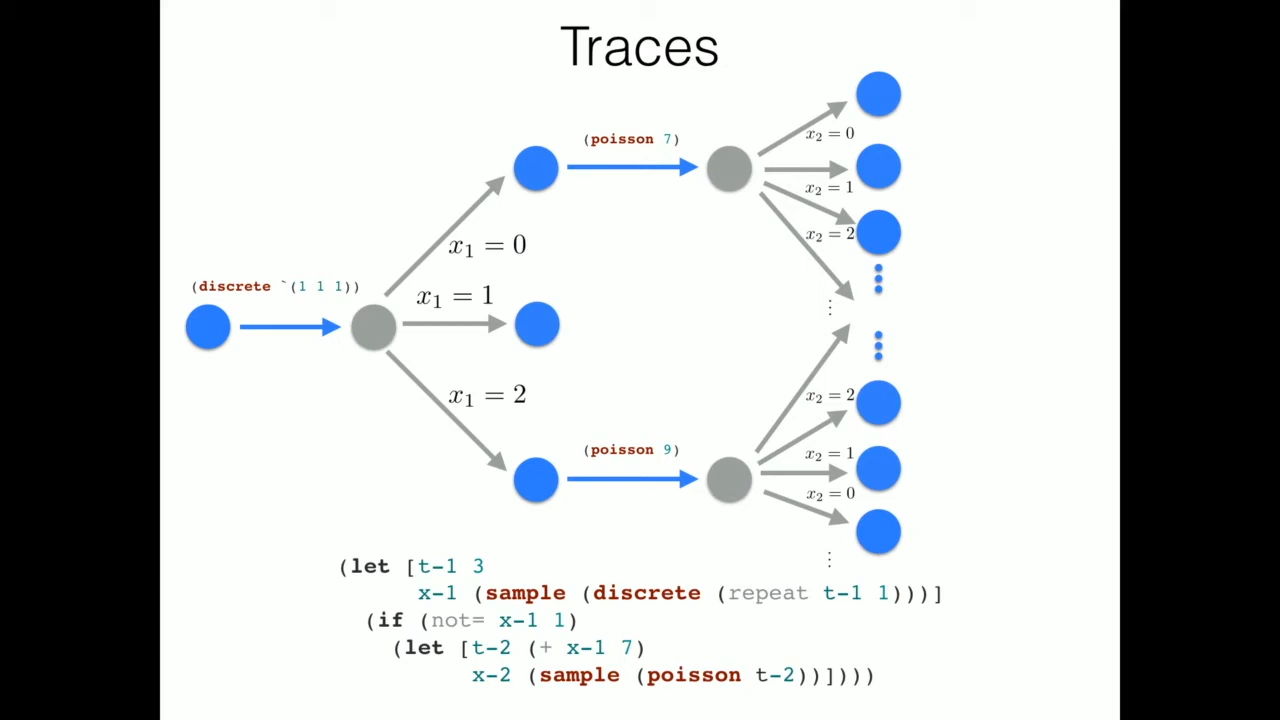 Traces
(poisson 7)
x₂ = 0
x₂ = 1
x₂ = 2
x₁ = 0
(discrete `(1 1 1))
x₁ = 1
⋮
x₁ = 2
x₂ = 2
(poisson 9)
x₂ = 1
x₂ = 0
⋮
(let [t-1 3
x-1 (sample (discrete (repeat t-1 1)))]
(if (not= x-1 1)
(let [t-2 (+ x-1 7)
x-2 (sample (poisson t-2))])))